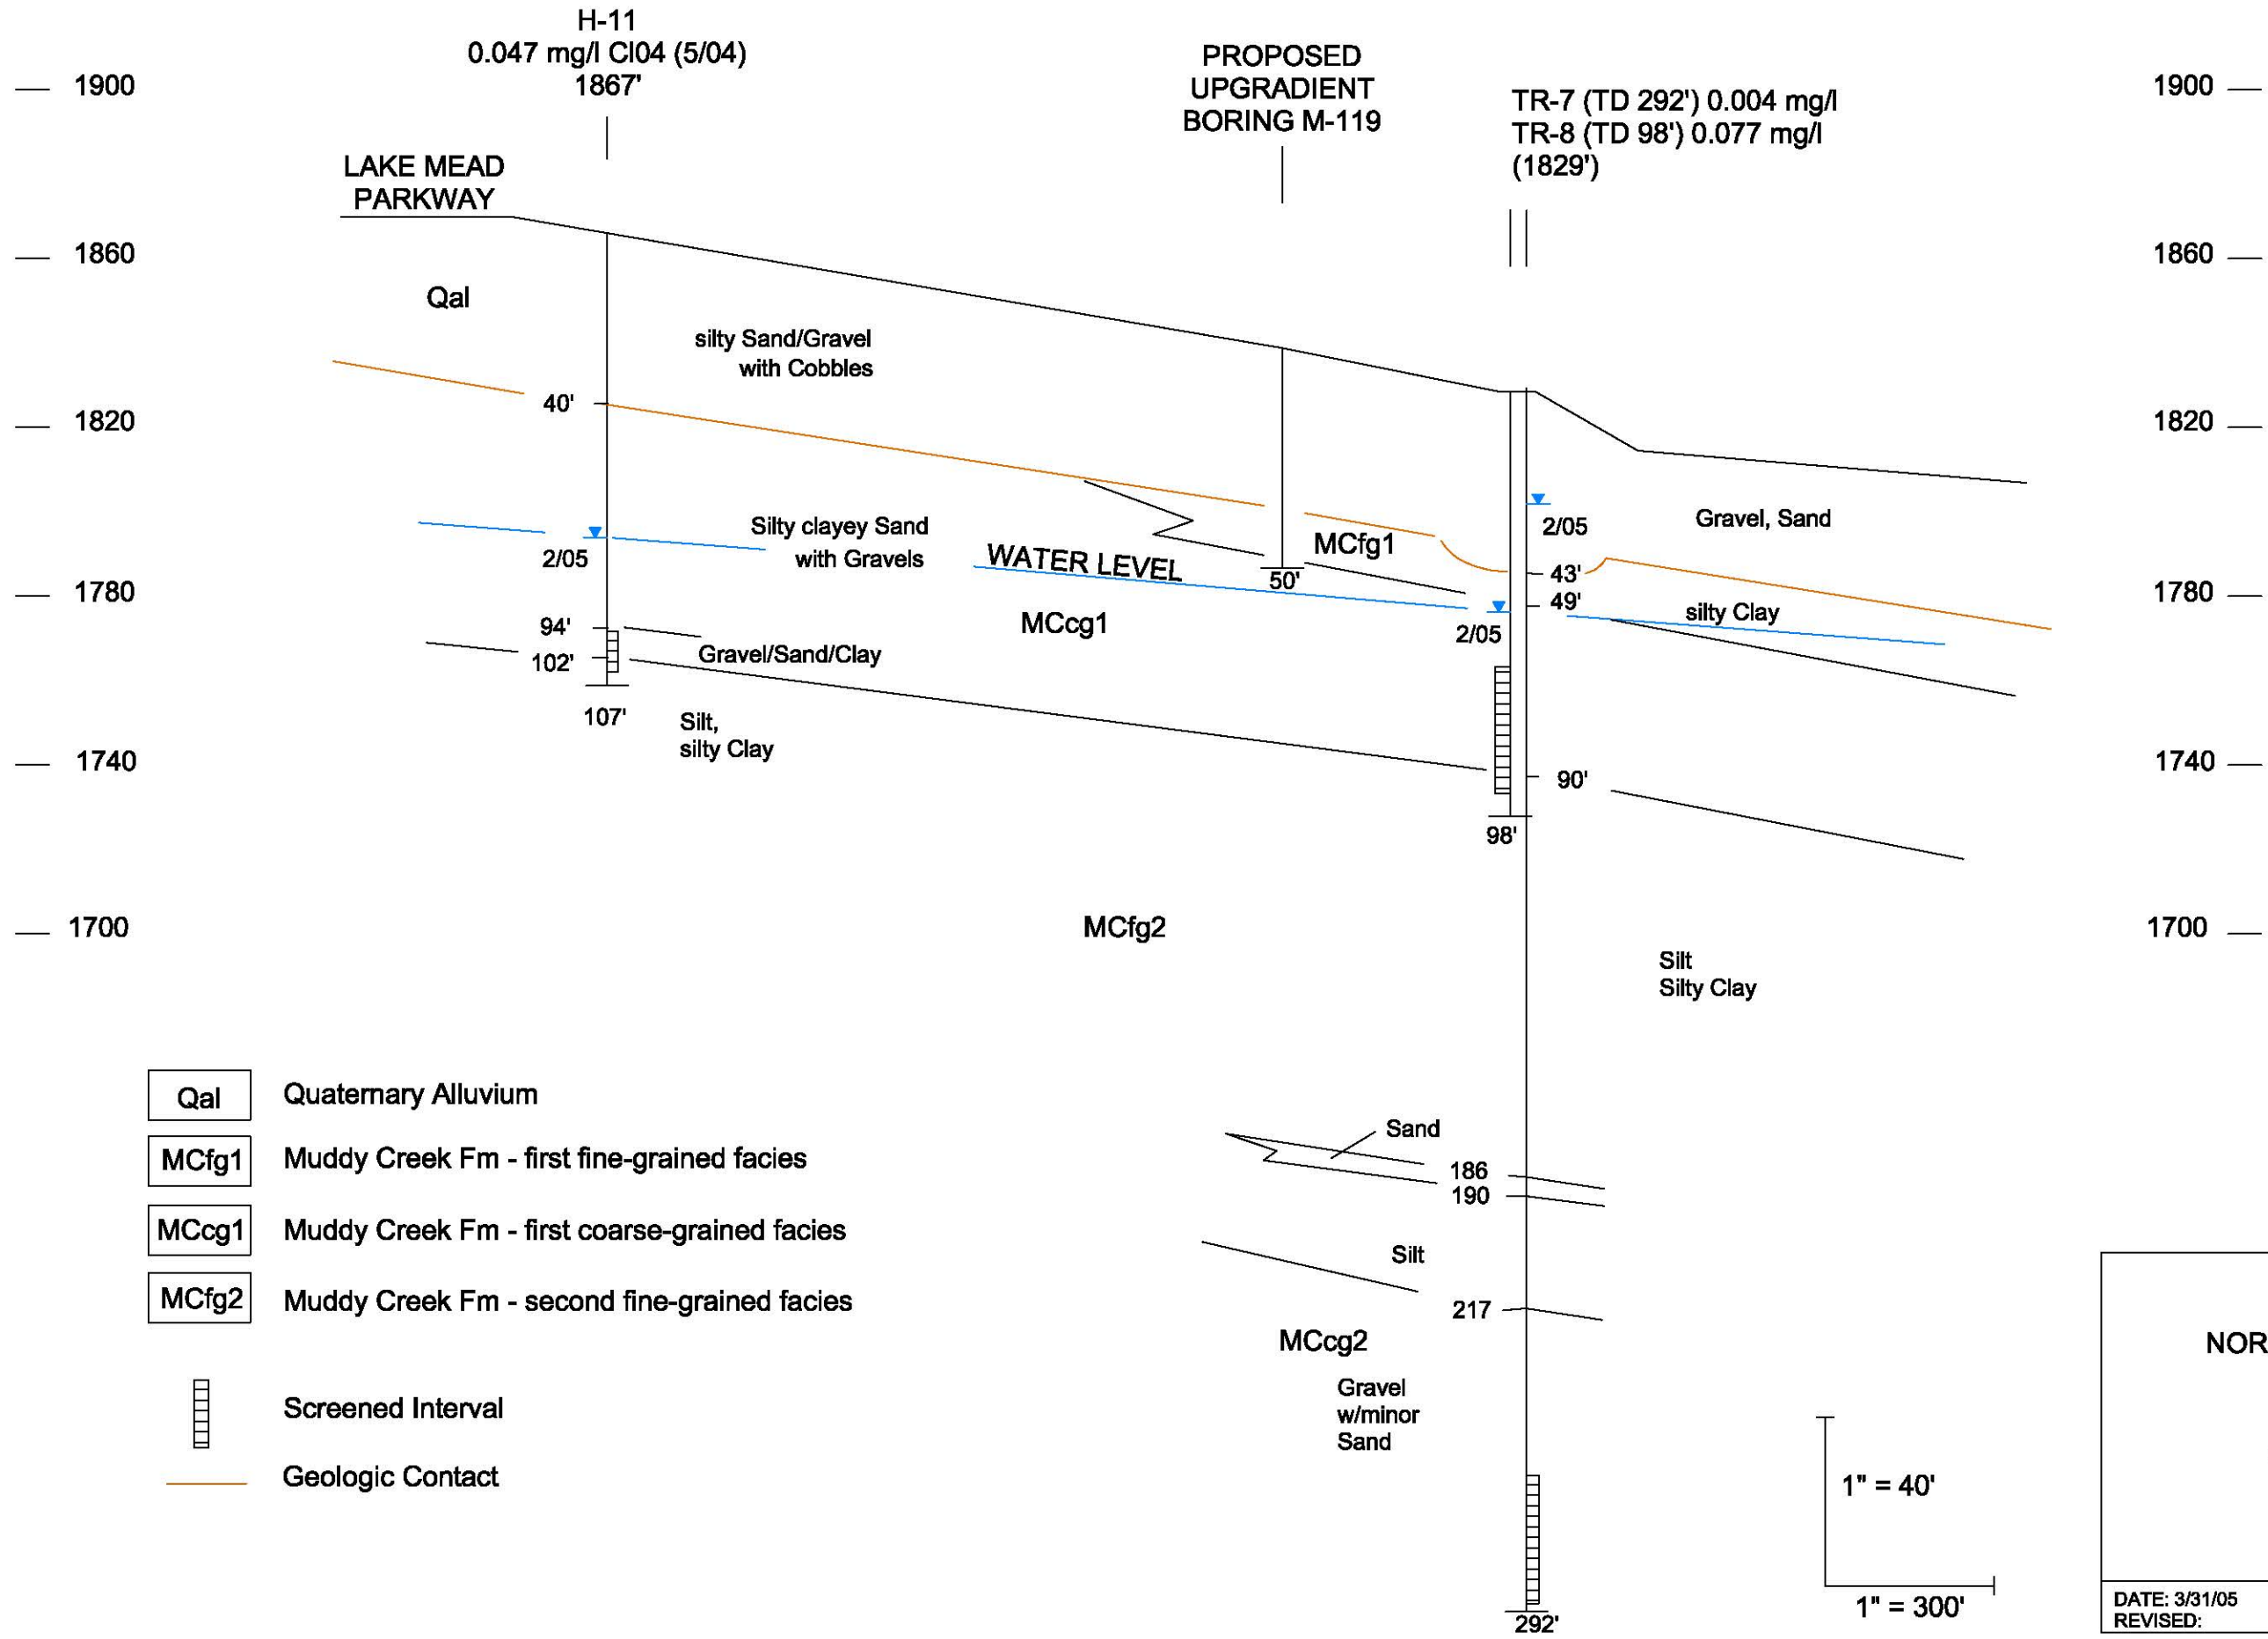 H-11
0.047 mg/l Cl04 (5/04)
1867'
PROPOSED
UPGRADIENT
BORING M-119
TR-7 (TD 292') 0.004 mg/l
TR-8 (TD 98') 0.077 mg/l
(1829')
1900
1900
LAKE MEAD
PARKWAY
1860
1860
Qal
silty Sand/Gravel
with Cobbles
40'
1820
1820
Silty clayey Sand
with Gravels
2/05
WATER LEVEL
MCfg1
50'
2/05
Gravel, Sand
43'
49'
silty Clay
1780
1780
MCcg1
2/05
94'
102'
Gravel/Sand/Clay
107'
Silt,
silty Clay
1740
1740
90'
98'
MCfg2
1700
1700
Silt
Silty Clay
Sand
186
190
Silt
217
MCcg2
Gravel
w/minor
Sand
292'
Qal
Quaternary Alluvium
MCfg1
Muddy Creek Fm - first fine-grained facies
MCcg1
Muddy Creek Fm - first coarse-grained facies
MCfg2
Muddy Creek Fm - second fine-grained facies
Screened Interval
Geologic Contact
1" = 40'
1" = 300'
NOR
DATE: 3/31/05
REVISED: